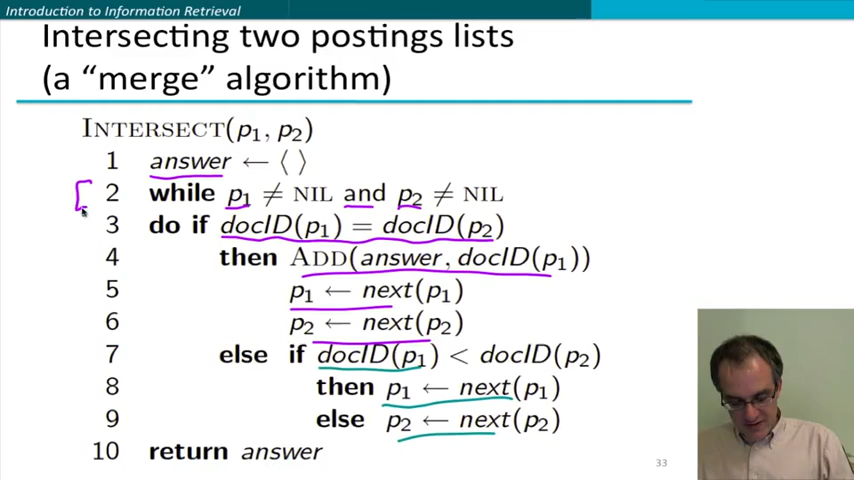 Introduction to Information Retrieval
Intersecting two postings lists
(a “merge” algorithm)
INTERSECT(p₁, p₂)
1 answer ← ⟨ ⟩
2 while p₁ ≠ NIL and p₂ ≠ NIL
3 do if docID(p₁) = docID(p₂)
4 then ADD(answer, docID(p₁))
5 p₁ ← next(p₁)
6 p₂ ← next(p₂)
7 else if docID(p₁) < docID(p₂)
8 then p₁ ← next(p₁)
9 else p₂ ← next(p₂)
10 return answer
33